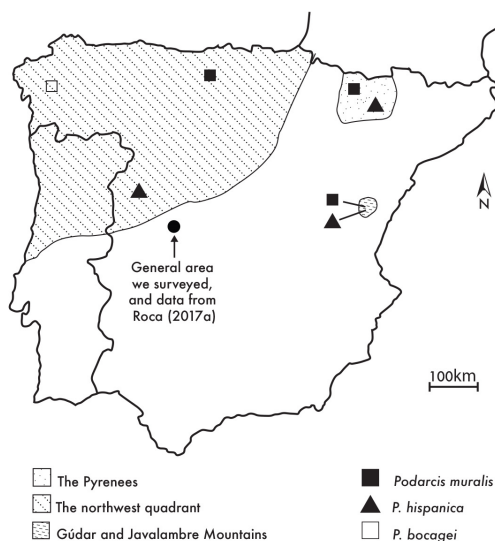 N
General area
we surveyed,
and data from
Roca (2017a)
100km
The Pyrenees
The northwest quadrant
Gúdar and Javalambre Mountains
Podarcis muralis
P. hispanica
P. bocagei